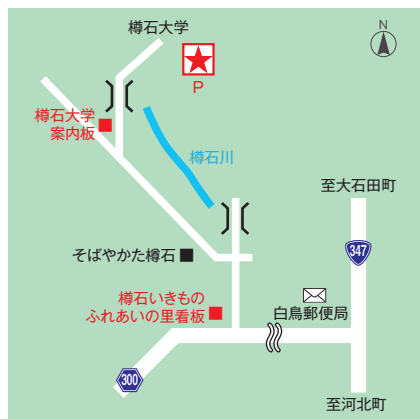 樽石大学
N
P
樽石大学
案内板
樽石川
至大石田町
347
そばやかた樽石
樽石いきもの
ふれあいの里看板
白鳥郵便局
300
至河北町